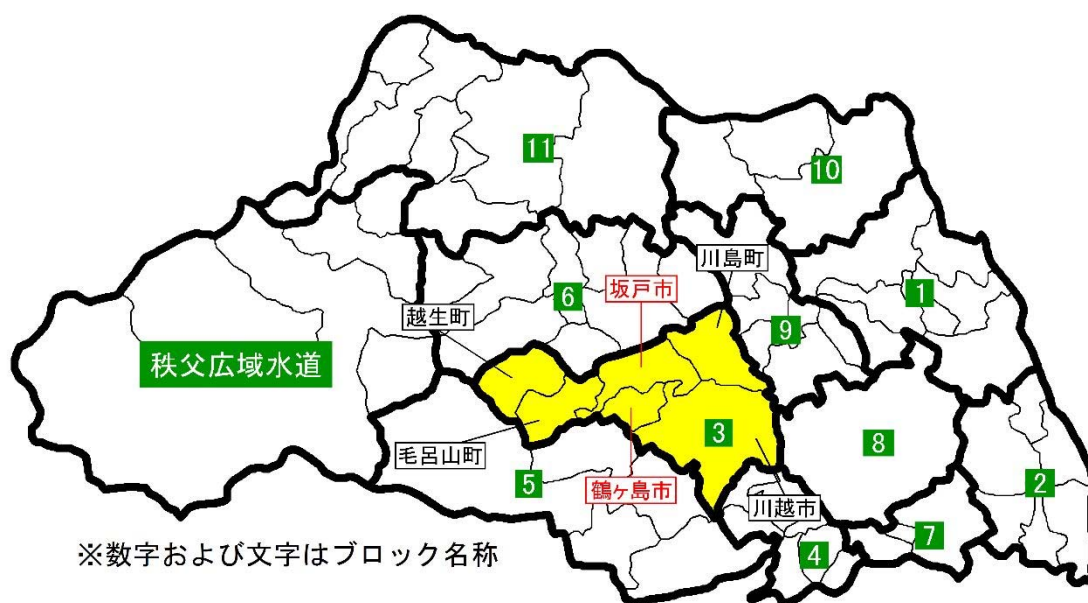 11
10
川島町
坂戸市
6
1
越生町
9
秩父広域水道
3
8
毛呂山町
5
鶴ヶ島市
2
川越市
7
4
※数字および文字はブロック名称